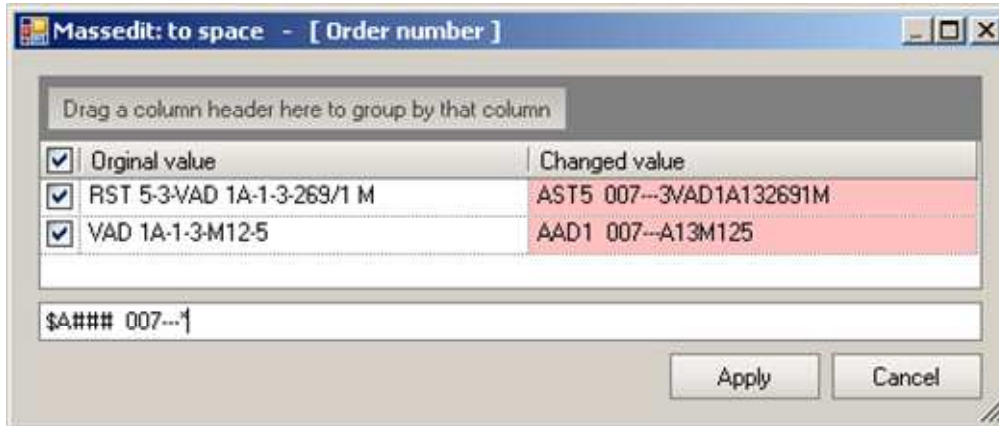 Massedit: to space - [ Order number ]
Drag a column header here to group by that column
Orginal value Changed value
RST 5-3-VAD 1A-1-3-269/1 M AST5 007---3VAD1A132691M
VAD 1A-1-3-M12-5 AAD1 007---A13M125
$A### 007---*
Apply Cancel